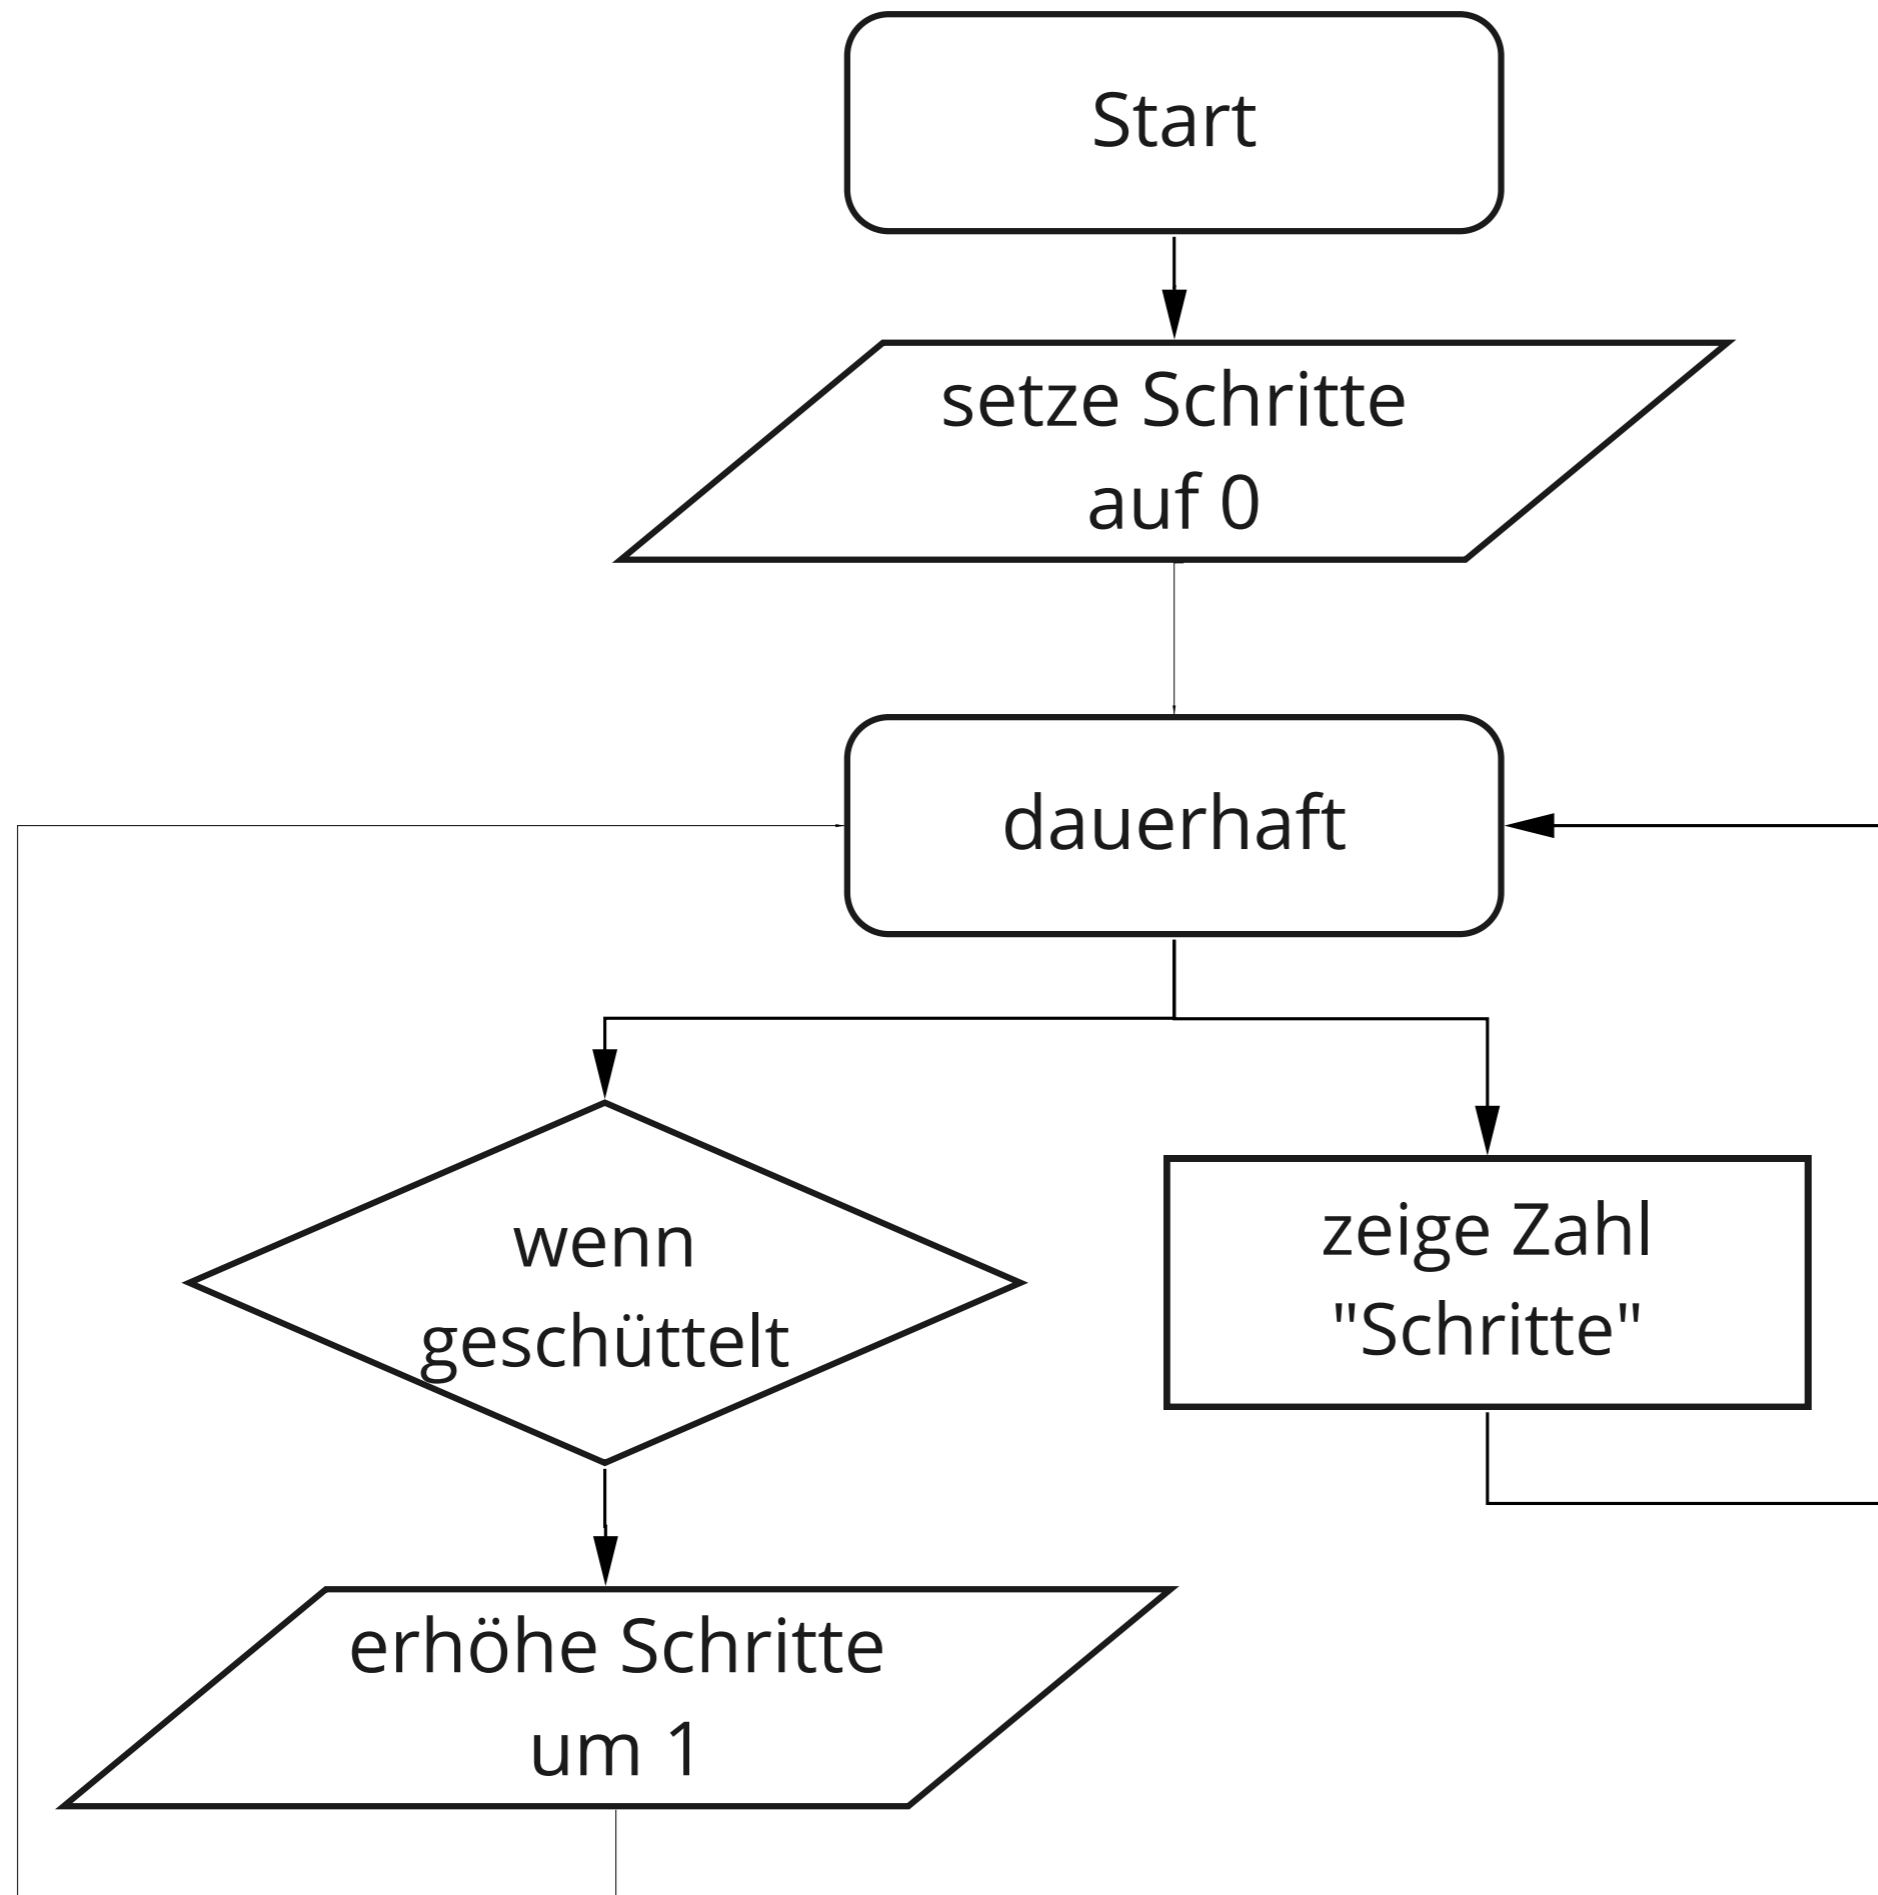 Start
setze Schritte
auf 0
dauerhaft
wenn
geschüttelt
zeige Zahl
"Schritte"
erhöhe Schritte
um 1